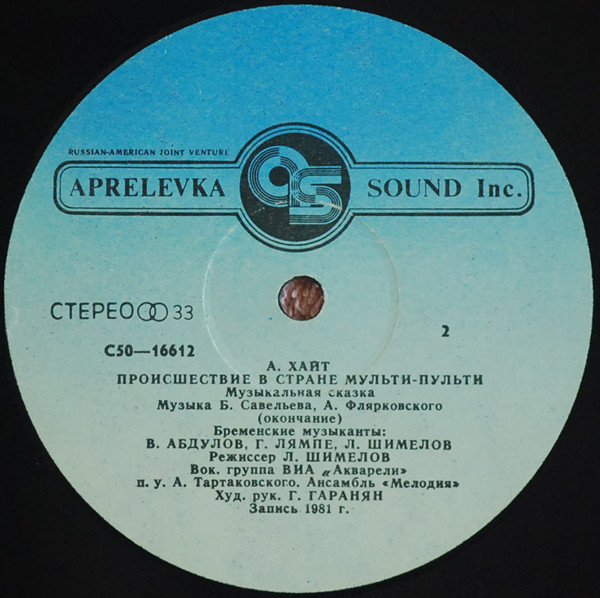 RUSSIAN-AMERICAN JOINT VENTURE
APRELEVKA SOUND Inc.
СТЕРЕО 33
2
С50—16612
А. ХАЙТ
ПРОИСШЕСТВИЕ В СТРАНЕ МУЛЬТИ-ПУЛЬТИ
Музыкальная сказка
Музыка Б. Савельева, А. Флярковского
(окончание)
Бременские музыканты:
В. АБДУЛОВ, Г. ЛЯМПЕ, Л. ШИМЕЛОВ
Режиссер Л. ШИМЕЛОВ
Вок. группа ВИА «Акварели»
п. у. А. Тартаковского. Ансамбль «Мелодия»
Худ. рук. Г. ГАРАНЯН
Запись 1981 г.